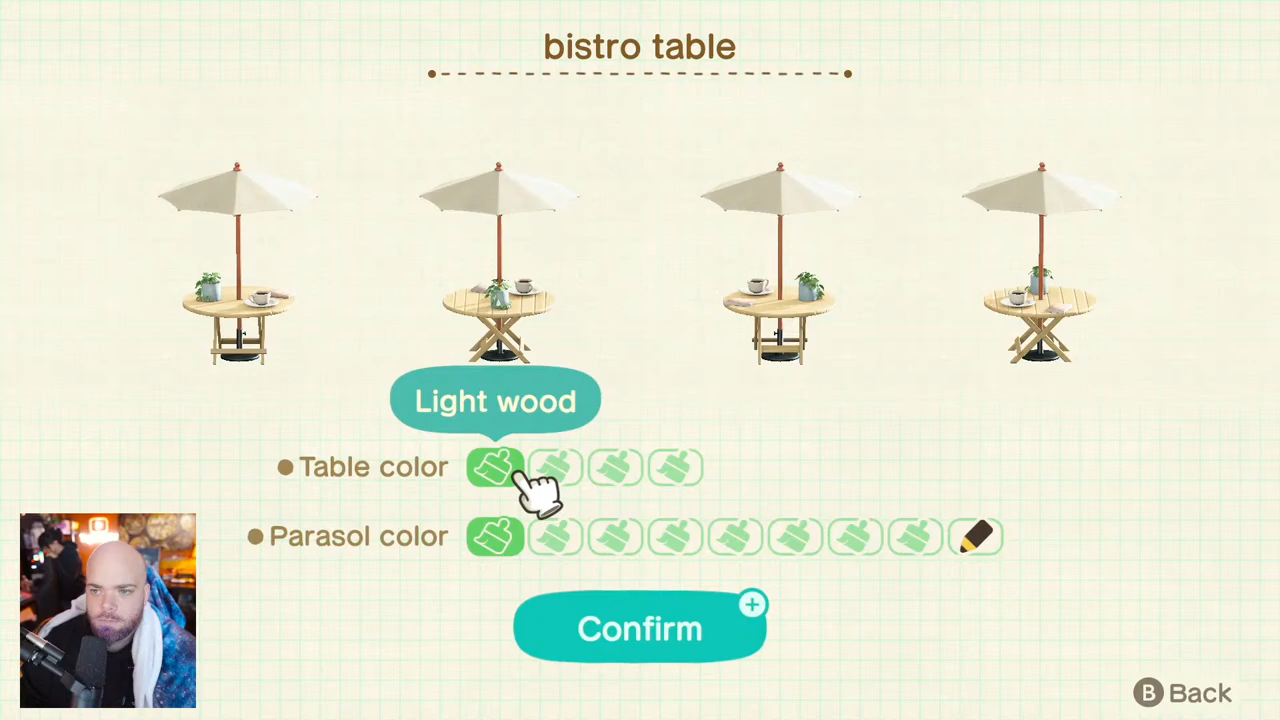 bistro table
Light wood
Table color
Parasol color
Confirm
B Back